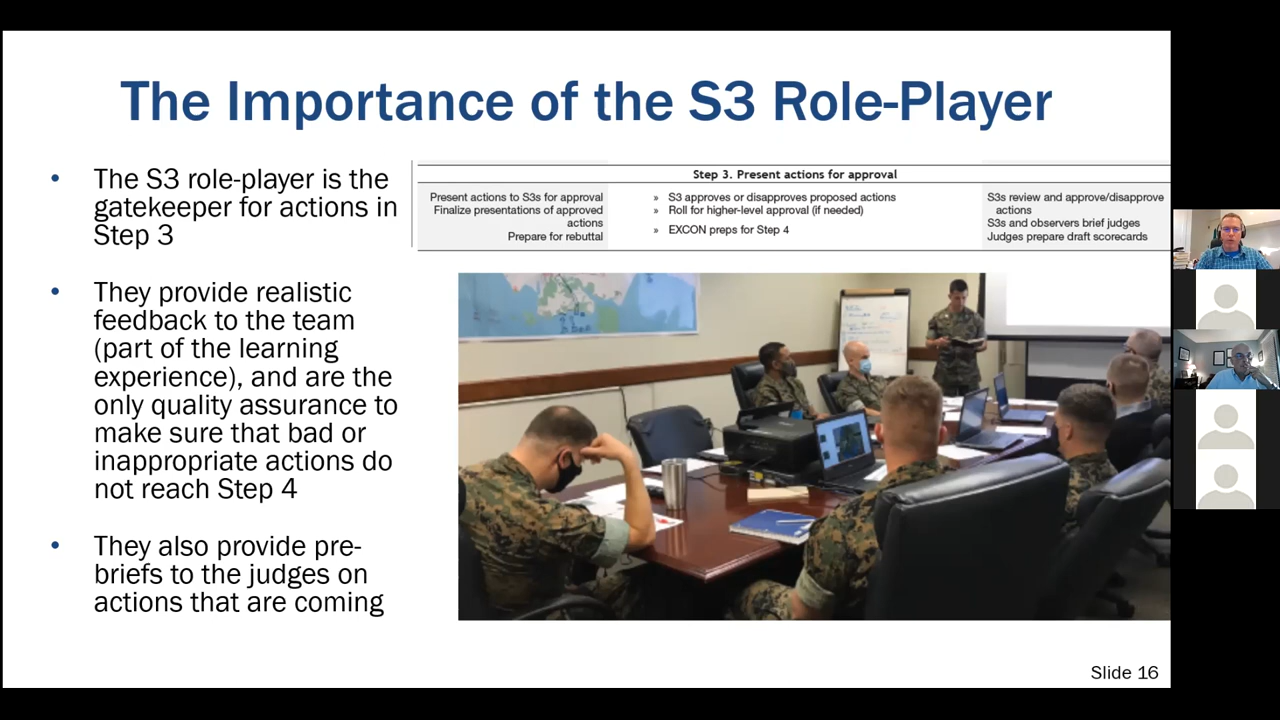 The Importance of the S3 Role-Player
• The S3 role-player is the
gatekeeper for actions in
Step 3
• They provide realistic
feedback to the team
(part of the learning
experience), and are the
only quality assurance to
make sure that bad or
inappropriate actions do
not reach Step 4
• They also provide pre-
briefs to the judges on
actions that are coming
Step 3. Present actions for approval
Present actions to S3s for approval
Finalize presentations of approved
actions
Prepare for rebuttal
» S3 approves or disapproves proposed actions
» Roll for higher-level approval (if needed)
» EXCON preps for Step 4
S3s review and approve/disapprove
actions
S3s and observers brief judges
Judges prepare draft scorecards
Slide 16